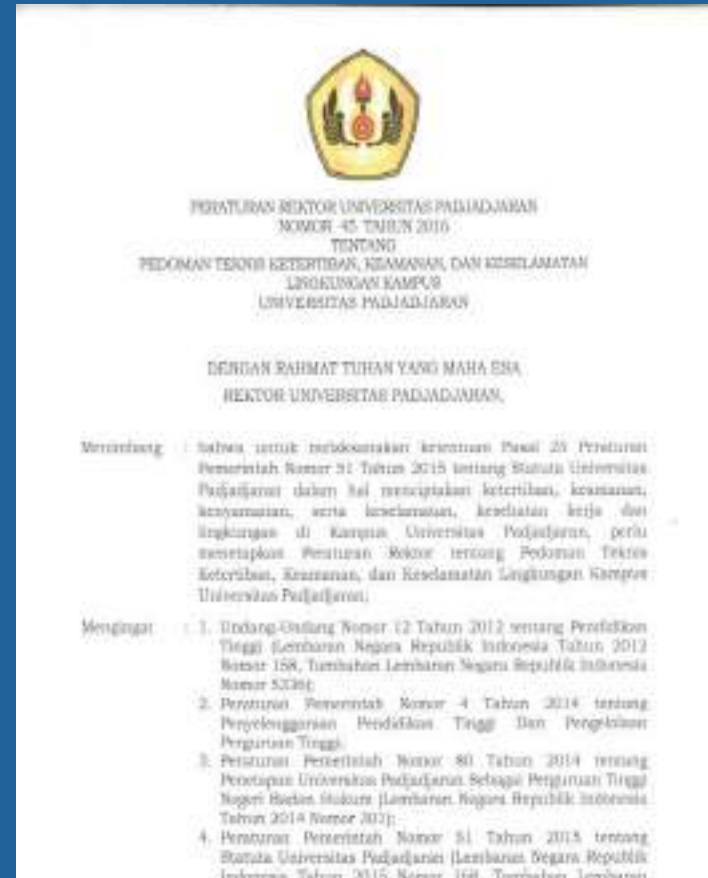 PERATURAN REKTOR UNIVERSITAS PADJADJARAN
NOMOR 45 TAHUN 2016
TENTANG
PEDOMAN TEKNIS KETERTIBAN, KEAMANAN, DAN KESELAMATAN
LINGKUNGAN KAMPUS
UNIVERSITAS PADJADJARAN
DENGAN RAHMAT TUHAN YANG MAHA ESA
REKTOR UNIVERSITAS PADJADJARAN,
Menimbang : bahwa untuk melaksanakan ketentuan Pasal 25 Peraturan
Pemerintah Nomor 51 Tahun 2015 tentang Statuta Universitas
Padjadjaran dalam hal menciptakan ketertiban, keamanan,
kenyamanan, serta keselamatan, kesehatan kerja dan
lingkungan di Kampus Universitas Padjadjaran, perlu
menetapkan Peraturan Rektor tentang Pedoman Teknis
Ketertiban, Keamanan, dan Keselamatan Lingkungan Kampus
Universitas Padjadjaran;
Mengingat : 1. Undang-Undang Nomor 12 Tahun 2012 tentang Pendidikan
Tinggi (Lembaran Negara Republik Indonesia Tahun 2012
Nomor 158, Tambahan Lembaran Negara Republik Indonesia
Nomor 5336);
2. Peraturan Pemerintah Nomor 4 Tahun 2014 tentang
Penyelenggaraan Pendidikan Tinggi Dan Pengelolaan
Perguruan Tinggi;
3. Peraturan Pemerintah Nomor 80 Tahun 2014 tentang
Penetapan Universitas Padjadjaran Sebagai Perguruan Tinggi
Negeri Badan Hukum (Lembaran Negara Republik Indonesia
Tahun 2014 Nomor 301);
4. Peraturan Pemerintah Nomor 51 Tahun 2015 tentang
Statuta Universitas Padjadjaran (Lembaran Negara Republik
Indonesia Tahun 2015 Nomor 168, Tambahan Lembaran